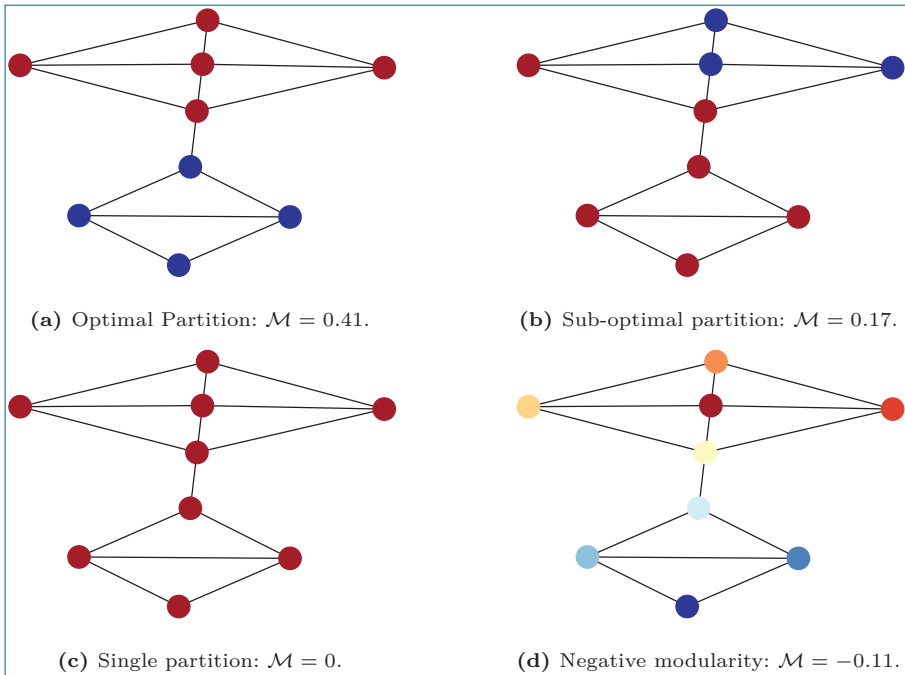 (a) Optimal Partition: ℳ = 0.41.
(b) Sub-optimal partition: ℳ = 0.17.
(c) Single partition: ℳ = 0.
(d) Negative modularity: ℳ = −0.11.